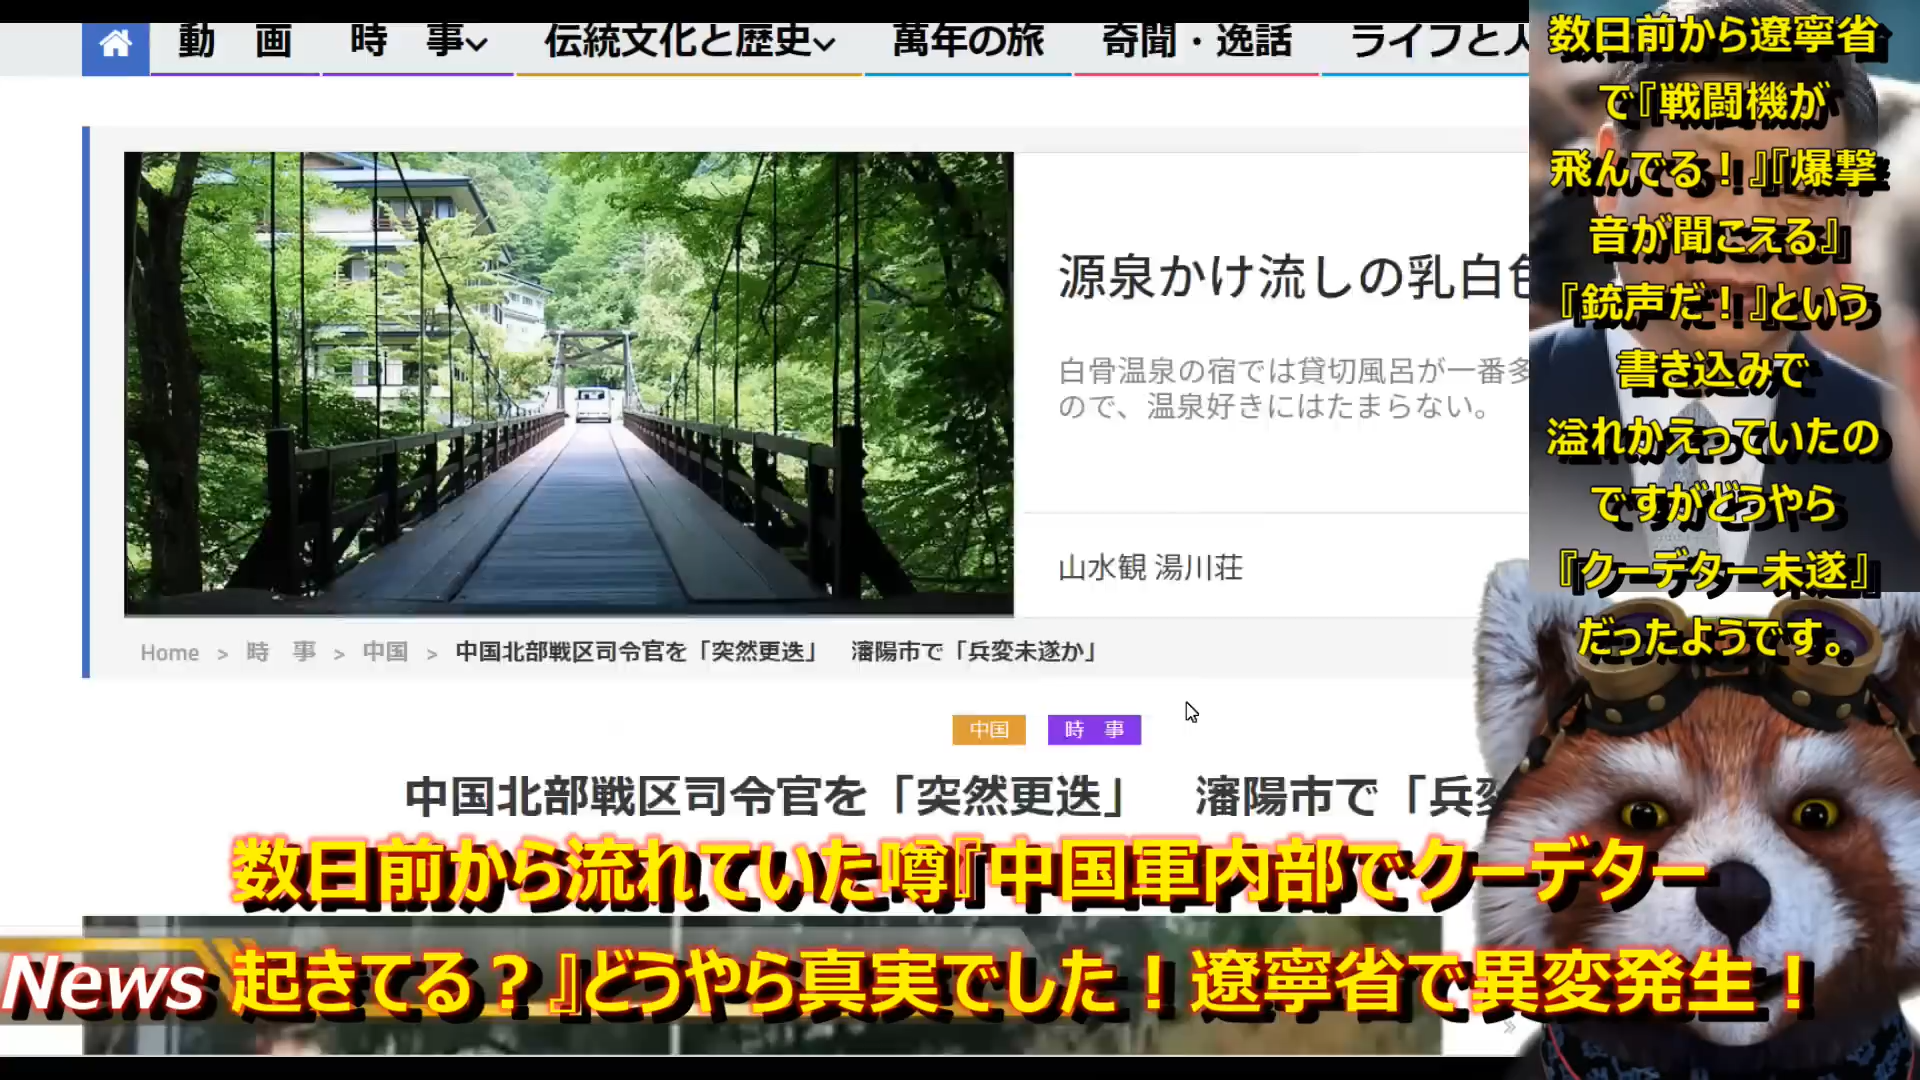 動 画
時 事
伝統文化と歴史
萬年の旅
奇聞・逸話
ライフと人
源泉かけ流しの乳白色
白骨温泉の宿では貸切風呂が一番多
ので、温泉好きにはたまらない。
山水観 湯川荘
Home > 時 事 > 中国 > 中国北部戦区司令官を「突然更迭」 瀋陽市で「兵変未遂か」
中国
時 事
中国北部戦区司令官を「突然更迭」 瀋陽市で「兵変
数日前から遼寧省
で『戦闘機が
飛んでる！』『爆撃
音が聞こえる』
『銃声だ！』という
書き込みで
溢れかえっていたの
ですがどうやら
『クーデター未遂』
だったようです。
数日前から流れていた噂『中国軍内部でクーデター
News
起きてる？』どうやら真実でした！遼寧省で異変発生！